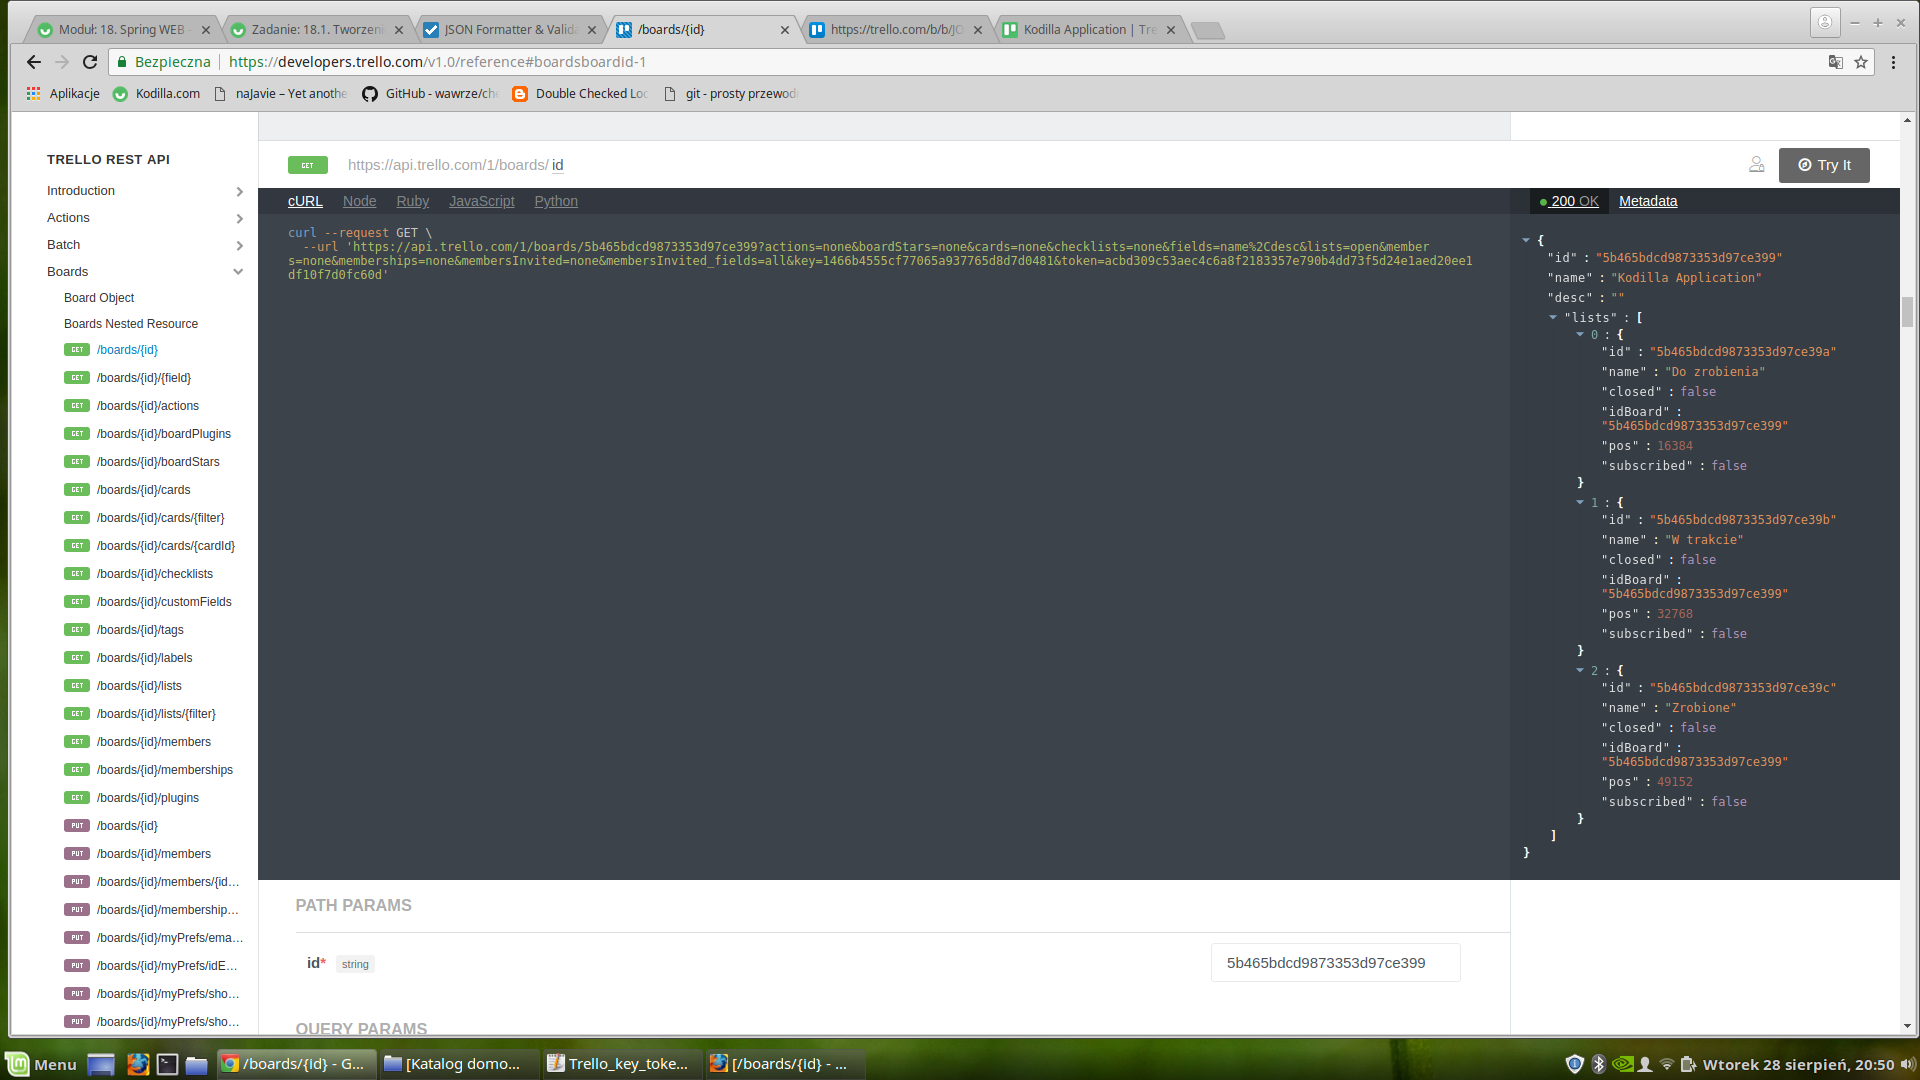 Moduł: 18. Spring WEB -
Zadanie: 18.1. Tworzeni
JSON Formatter & Valida
/boards/{id}
https://trello.com/b/b/JO
Kodilla Application | Tre
Bezpieczna
https://developers.trello.com/v1.0/reference#boardsboardid-1
Aplikacje
Kodilla.com
naJavie – Yet anothe
GitHub - wawrze/che
Double Checked Loc
git - prosty przewod
TRELLO REST API
Introduction
Actions
Batch
Boards
Board Object
Boards Nested Resource
GET /boards/{id}
GET /boards/{id}/{field}
GET /boards/{id}/actions
GET /boards/{id}/boardPlugins
GET /boards/{id}/boardStars
GET /boards/{id}/cards
GET /boards/{id}/cards/{filter}
GET /boards/{id}/cards/{cardId}
GET /boards/{id}/checklists
GET /boards/{id}/customFields
GET /boards/{id}/tags
GET /boards/{id}/labels
GET /boards/{id}/lists
GET /boards/{id}/lists/{filter}
GET /boards/{id}/members
GET /boards/{id}/memberships
GET /boards/{id}/plugins
PUT /boards/{id}
PUT /boards/{id}/members
PUT /boards/{id}/members/{id...
PUT /boards/{id}/membership...
PUT /boards/{id}/myPrefs/ema...
PUT /boards/{id}/myPrefs/idE...
PUT /boards/{id}/myPrefs/sho...
PUT /boards/{id}/myPrefs/sho...
GET https://api.trello.com/1/boards/ id
Try It
cURL Node Ruby JavaScript Python
curl --request GET \
--url 'https://api.trello.com/1/boards/5b465bdcd9873353d97ce399?actions=none&boardStars=none&cards=none&checklists=none&fields=name%2Cdesc&lists=open&member
s=none&memberships=none&membersInvited=none&membersInvited_fields=all&key=1466b4555cf77065a937765d8d7d0481&token=acbd309c53aec4c6a8f2183357e790b4dd73f5d24e1aed20ee1
df10f7d0fc60d'
200 OK Metadata
{
"id" : "5b465bdcd9873353d97ce399"
"name" : "Kodilla Application"
"desc" : ""
"lists" : [
0 : {
"id" : "5b465bdcd9873353d97ce39a"
"name" : "Do zrobienia"
"closed" : false
"idBoard" :
"5b465bdcd9873353d97ce399"
"pos" : 16384
"subscribed" : false
}
1 : {
"id" : "5b465bdcd9873353d97ce39b"
"name" : "W trakcie"
"closed" : false
"idBoard" :
"5b465bdcd9873353d97ce399"
"pos" : 32768
"subscribed" : false
}
2 : {
"id" : "5b465bdcd9873353d97ce39c"
"name" : "Zrobione"
"closed" : false
"idBoard" :
"5b465bdcd9873353d97ce399"
"pos" : 49152
"subscribed" : false
}
]
}
PATH PARAMS
id* string
5b465bdcd9873353d97ce399
QUERY PARAMS
Menu
/boards/{id} - G...
[Katalog domo...
Trello_key_toke...
[/boards/{id} - ...
Wtorek 28 sierpień, 20:50